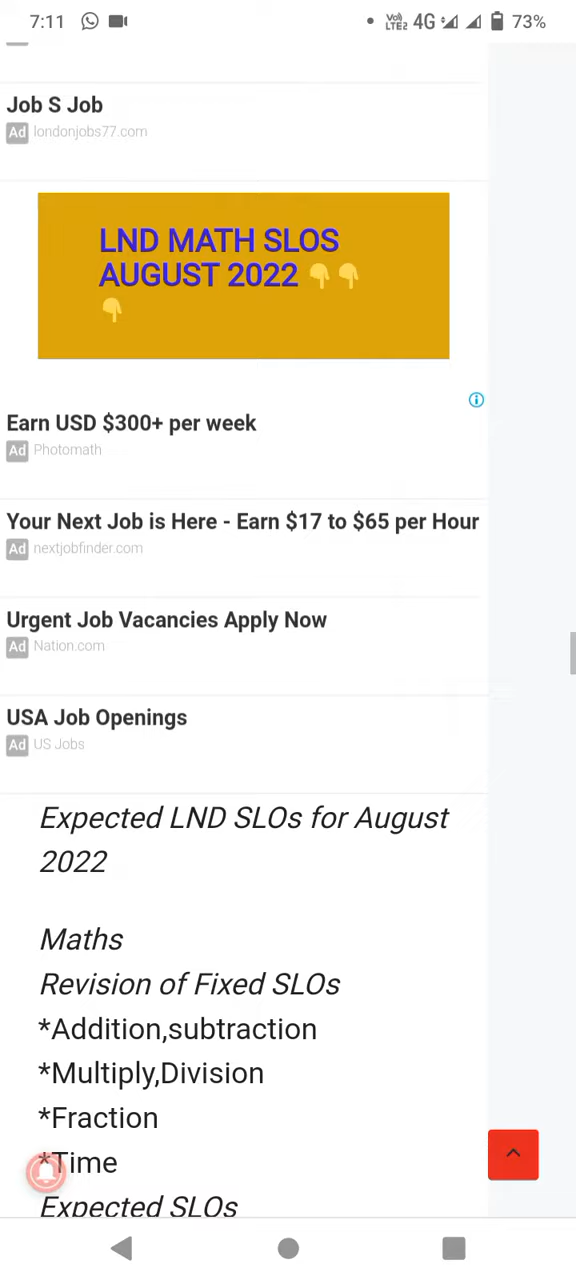 7:11 VoI) LTE2 4G 73%
Job S Job
Ad londonjobs77.com
LND MATH SLOS
AUGUST 2022 👇👇
👇
Earn USD $300+ per week
Ad Photomath
Your Next Job is Here - Earn $17 to $65 per Hour
Ad nextjobfinder.com
Urgent Job Vacancies Apply Now
Ad Nation.com
USA Job Openings
Ad US Jobs
Expected LND SLOs for August
2022
Maths
Revision of Fixed SLOs
*Addition,subtraction
*Multiply,Division
*Fraction
*Time
Expected SLOs